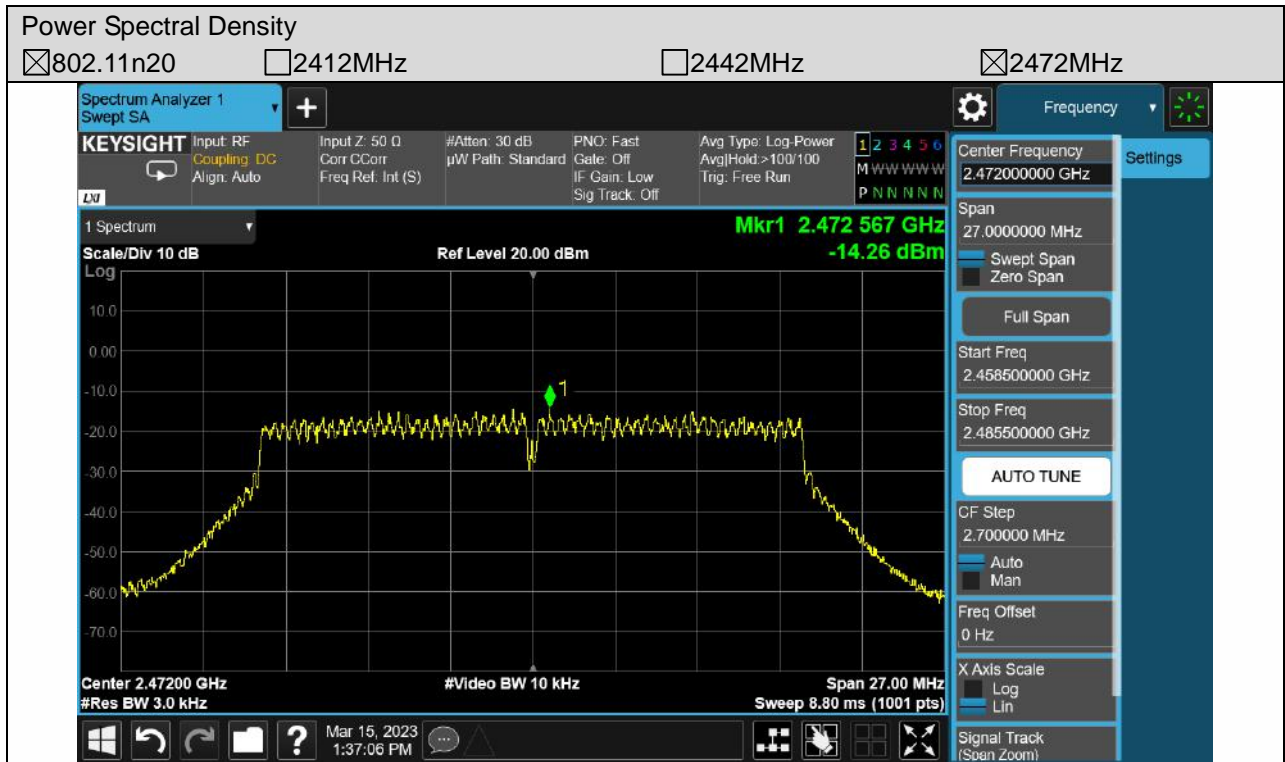 Power Spectral Density
☒802.11n20 ☐2412MHz ☐2442MHz ☒2472MHz
Spectrum Analyzer 1
Swept SA
+
Frequency
KEYSIGHT
LXI
Input: RF
Coupling: DC
Align: Auto
Input Z: 50 Ω
Corr CCorr
Freq Ref: Int (S)
#Atten: 30 dB
µW Path: Standard
PNO: Fast
Gate: Off
IF Gain: Low
Sig Track: Off
Avg Type: Log-Power
Avg|Hold:>100/100
Trig: Free Run
1 2 3 4 5 6
M W W W W W
P N N N N N
1 Spectrum
Mkr1 2.472 567 GHz
Scale/Div 10 dB Ref Level 20.00 dBm -14.26 dBm
Log
10.0
0.00
-10.0
1
-20.0
-30.0
-40.0
-50.0
-60.0
-70.0
Center 2.47200 GHz #Video BW 10 kHz Span 27.00 MHz
#Res BW 3.0 kHz Sweep 8.80 ms (1001 pts)
Center Frequency
2.472000000 GHz
Settings
Span
27.0000000 MHz
Swept Span
Zero Span
Full Span
Start Freq
2.458500000 GHz
Stop Freq
2.485500000 GHz
AUTO TUNE
CF Step
2.700000 MHz
Auto
Man
Freq Offset
0 Hz
X Axis Scale
Log
Lin
Signal Track
(Span Zoom)
?
Mar 15, 2023
1:37:06 PM